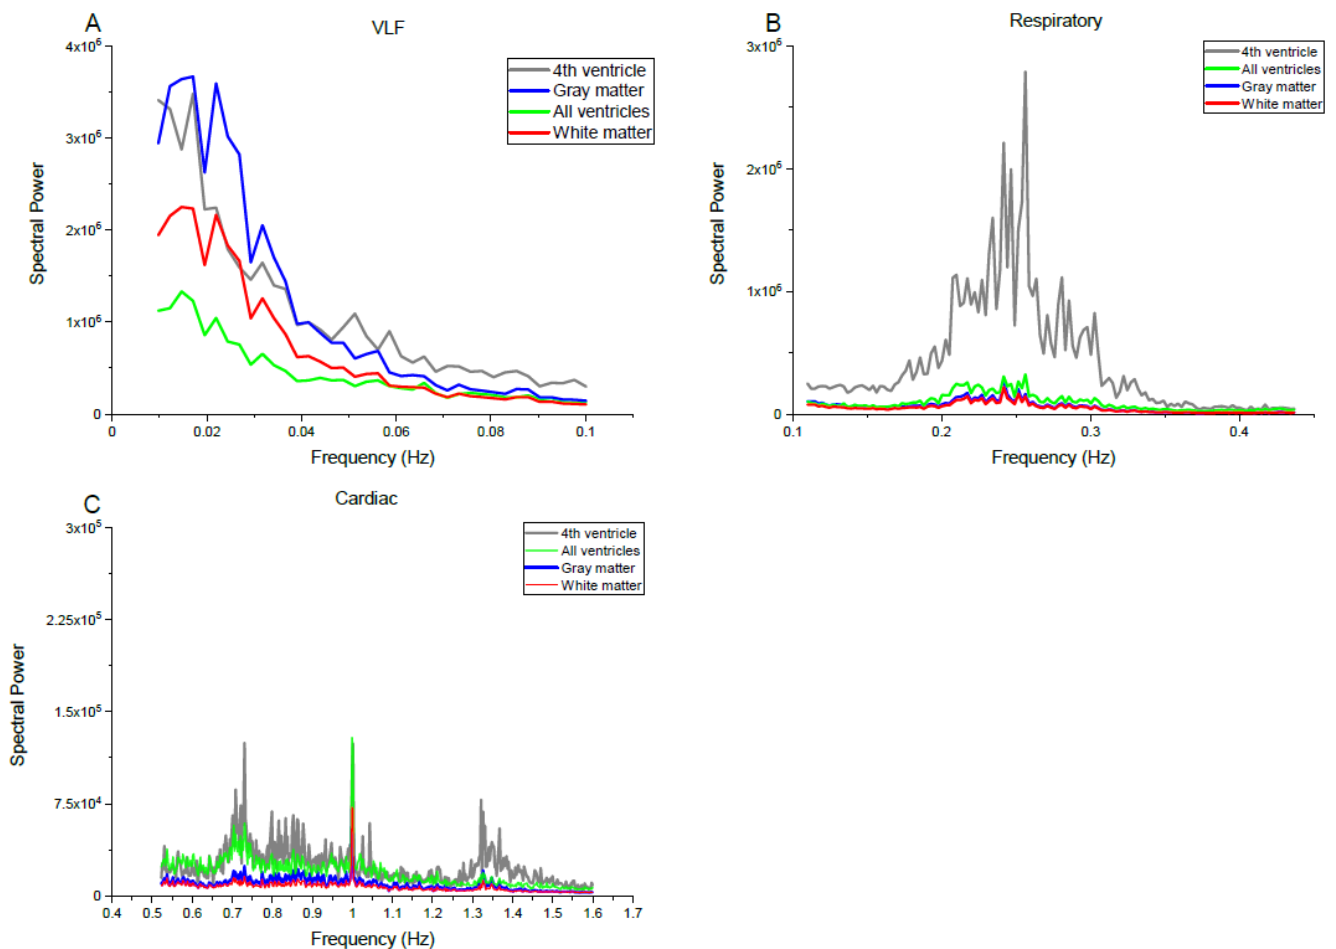 A
VLF
4x10⁶
3x10⁶
2x10⁶
1x10⁶
0
Spectral Power
4th ventricle
Gray matter
All ventricles
White matter
0 0.02 0.04 0.06 0.08 0.1
Frequency (Hz)
B
Respiratory
3x10⁶
2x10⁶
1x10⁶
0
Spectral Power
4th ventricle
All ventricles
Gray matter
White matter
0.1 0.2 0.3 0.4
Frequency (Hz)
C
Cardiac
3x10⁵
2.25x10⁵
1.5x10⁵
7.5x10⁴
0
Spectral Power
4th ventricle
All ventricles
Gray matter
White matter
0.4 0.5 0.6 0.7 0.8 0.9 1 1.1 1.2 1.3 1.4 1.5 1.6 1.7
Frequency (Hz)